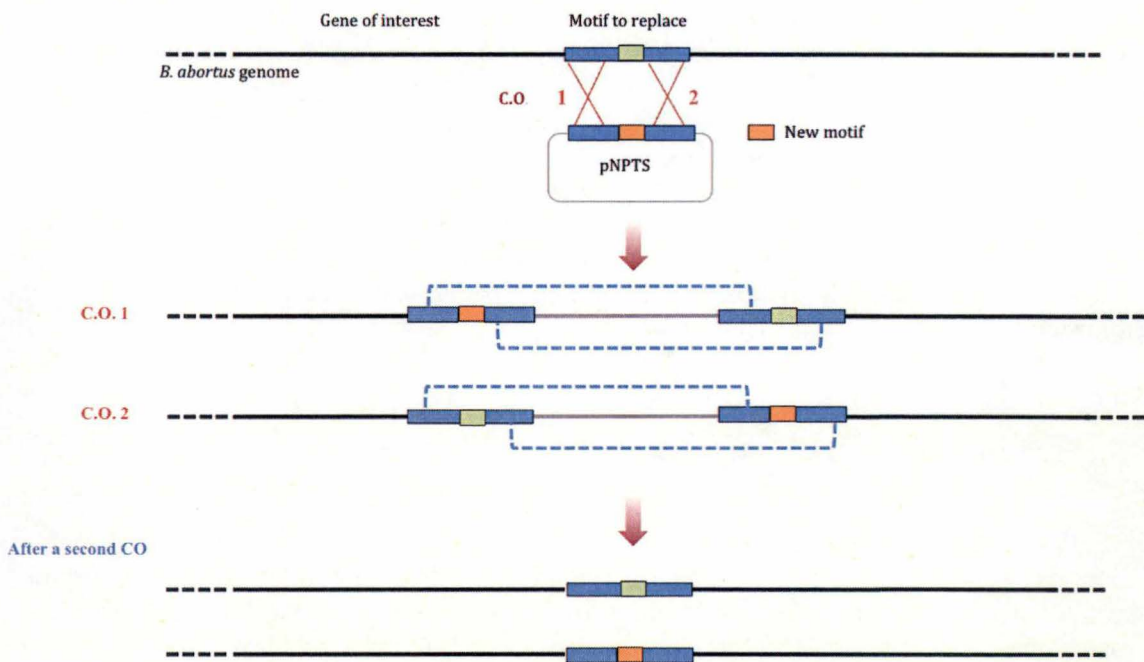 Gene of interest Motif to replace
B. abortus genome
C.O. 1 2
New motif
pNPTS
C.O. 1
C.O. 2
After a second CO